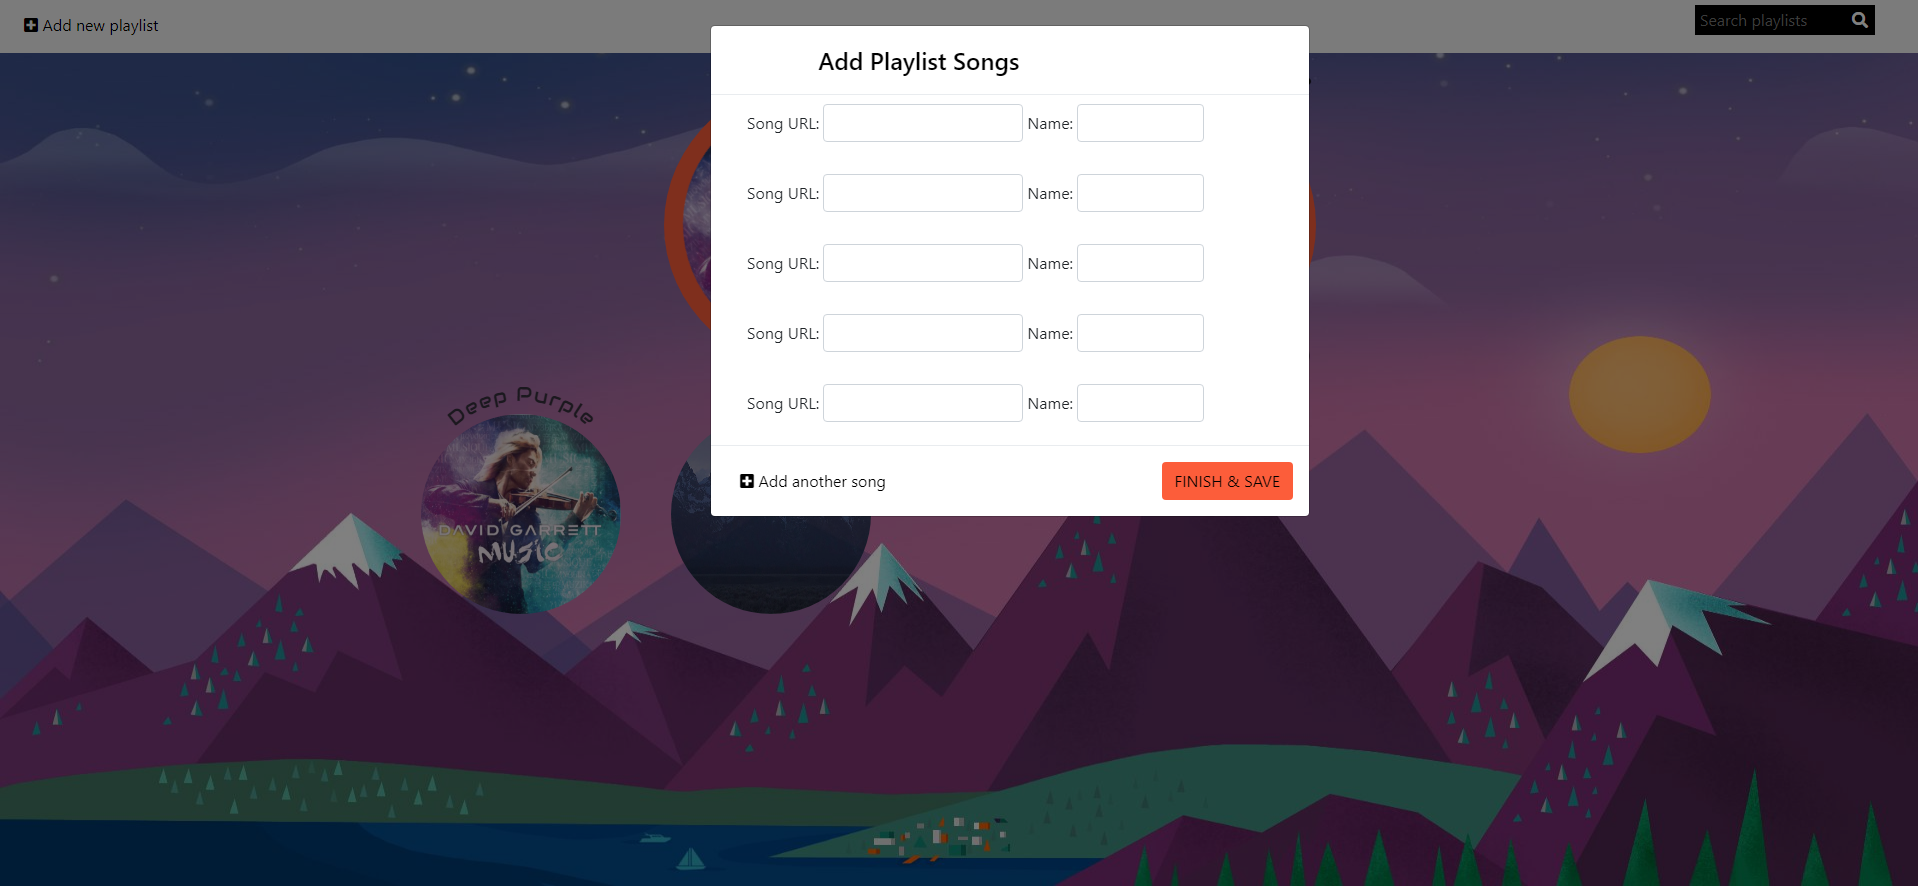 Add new playlist
Search playlists
Add Playlist Songs
Song URL: Name:
Song URL: Name:
Song URL: Name:
Song URL: Name:
Song URL: Name:
Add another song
FINISH & SAVE
Deep Purple
DAVID GARRETT
MUSIC